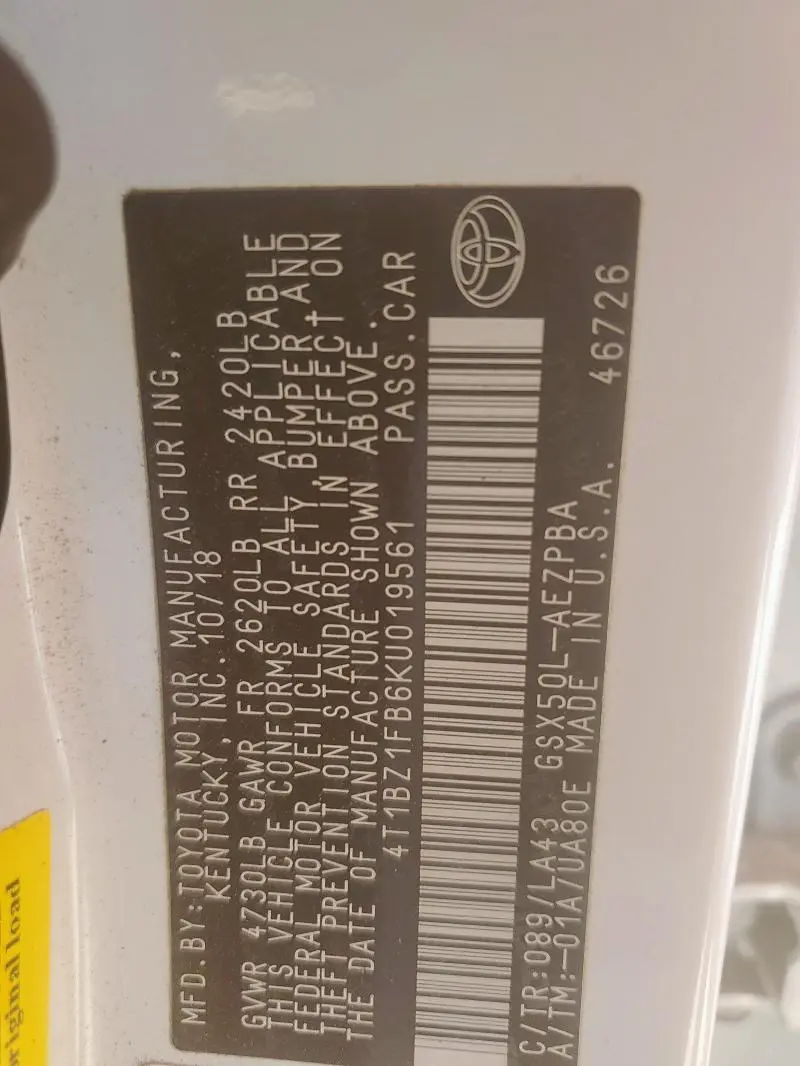 MFD.BY:TOYOTA MOTOR MANUFACTURING,
KENTUCKY,INC.10/18
GVWR 4730LB GAWR FR 2620LB RR 2420LB
THIS VEHICLE CONFORMS TO ALL APPLICABLE
FEDERAL MOTOR VEHICLE SAFETY,BUMPER,AND
THEFT PREVENTION STANDARDS IN EFFECT ON
THE DATE OF MANUFACTURE SHOWN ABOVE.
4T1BZ1FB6KU019561 PASS.CAR
C/TR:089/LA43 GSX50L-AEZPBA
A/TM:-01A/UA80E MADE IN U.S.A. 46726
original load